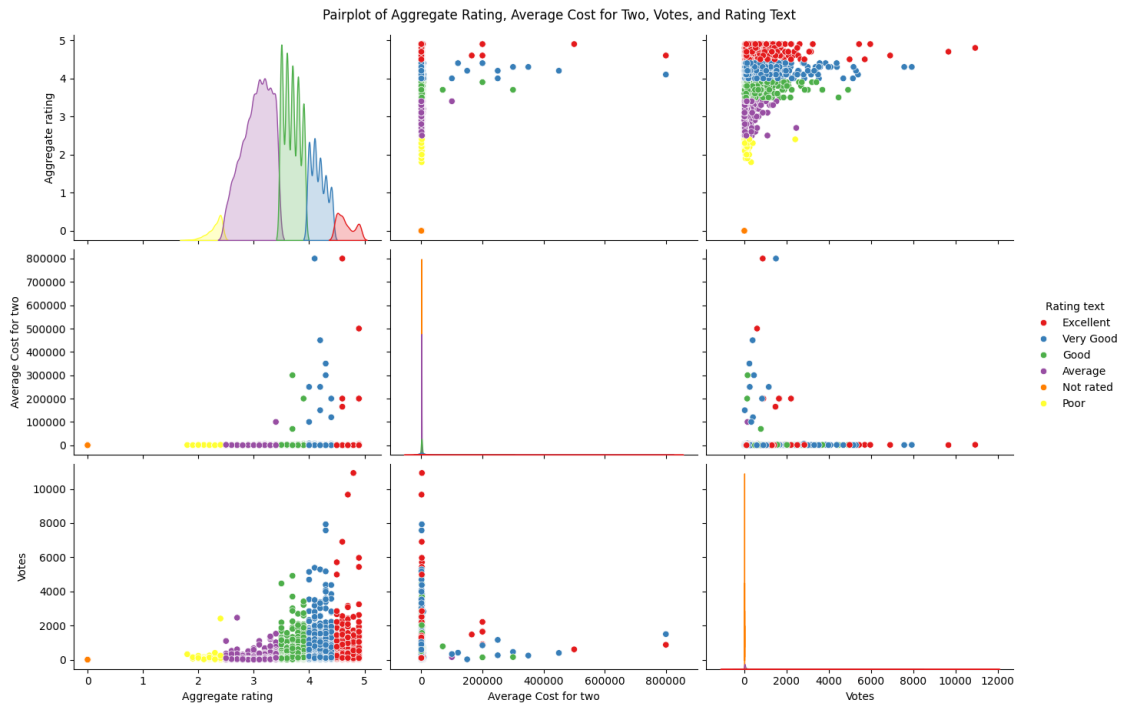 Pairplot of Aggregate Rating, Average Cost for Two, Votes, and Rating Text
Aggregate rating
5
4
3
2
1
0
Average Cost for two
800000
700000
600000
500000
400000
300000
200000
100000
0
Rating text
Excellent
Very Good
Good
Average
Not rated
Poor
Votes
10000
8000
6000
4000
2000
0
0 1 2 3 4 5
0 200000 400000 600000 800000
0 2000 4000 6000 8000 10000 12000
Aggregate rating
Average Cost for two
Votes